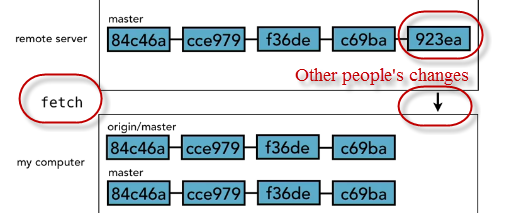 master
remote server
84c46a cce979 f36de c69ba 923ea
Other people's changes
fetch
origin/master
84c46a cce979 f36de c69ba
my computer
master
84c46a cce979 f36de c69ba